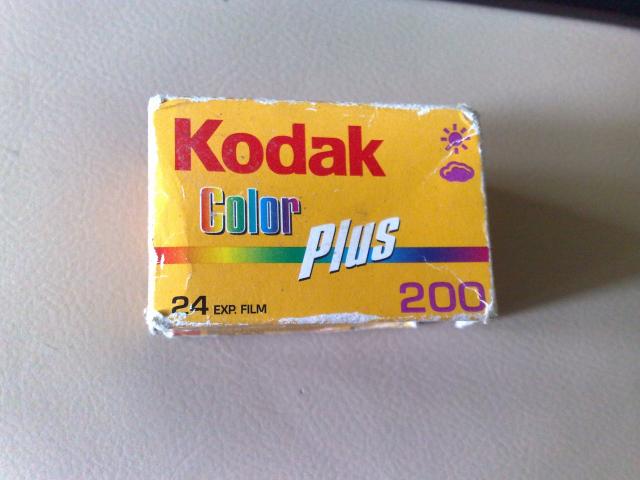 Kodak
Color
Plus
24 EXP. FILM
200